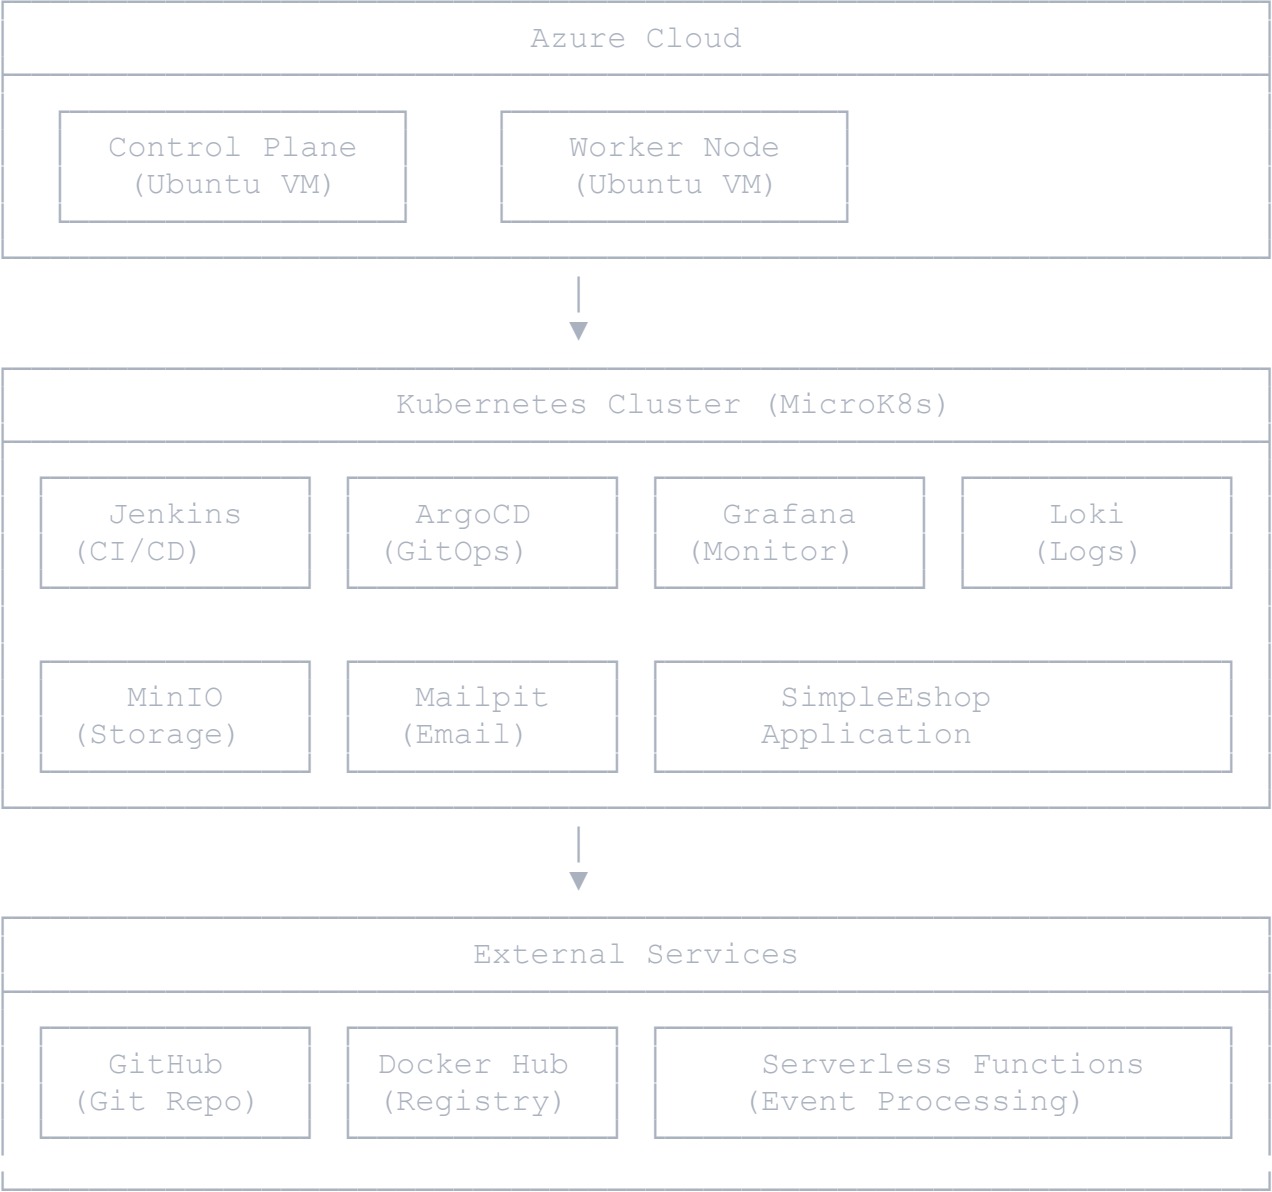 Azure Cloud
Control Plane Worker Node
(Ubuntu VM) (Ubuntu VM)
Kubernetes Cluster (MicroK8s)
Jenkins ArgoCD Grafana Loki
(CI/CD) (GitOps) (Monitor) (Logs)
MinIO Mailpit SimpleEshop
(Storage) (Email) Application
External Services
GitHub Docker Hub Serverless Functions
(Git Repo) (Registry) (Event Processing)